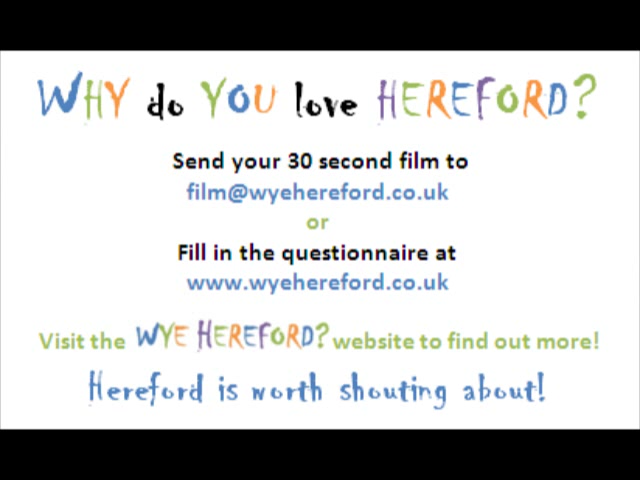 WHY do YOU love HEREFORD?
Send your 30 second film to
film@wyehereford.co.uk
or
Fill in the questionnaire at
www.wyehereford.co.uk
Visit the WYE HEREFORD? website to find out more!
Hereford is worth shouting about!